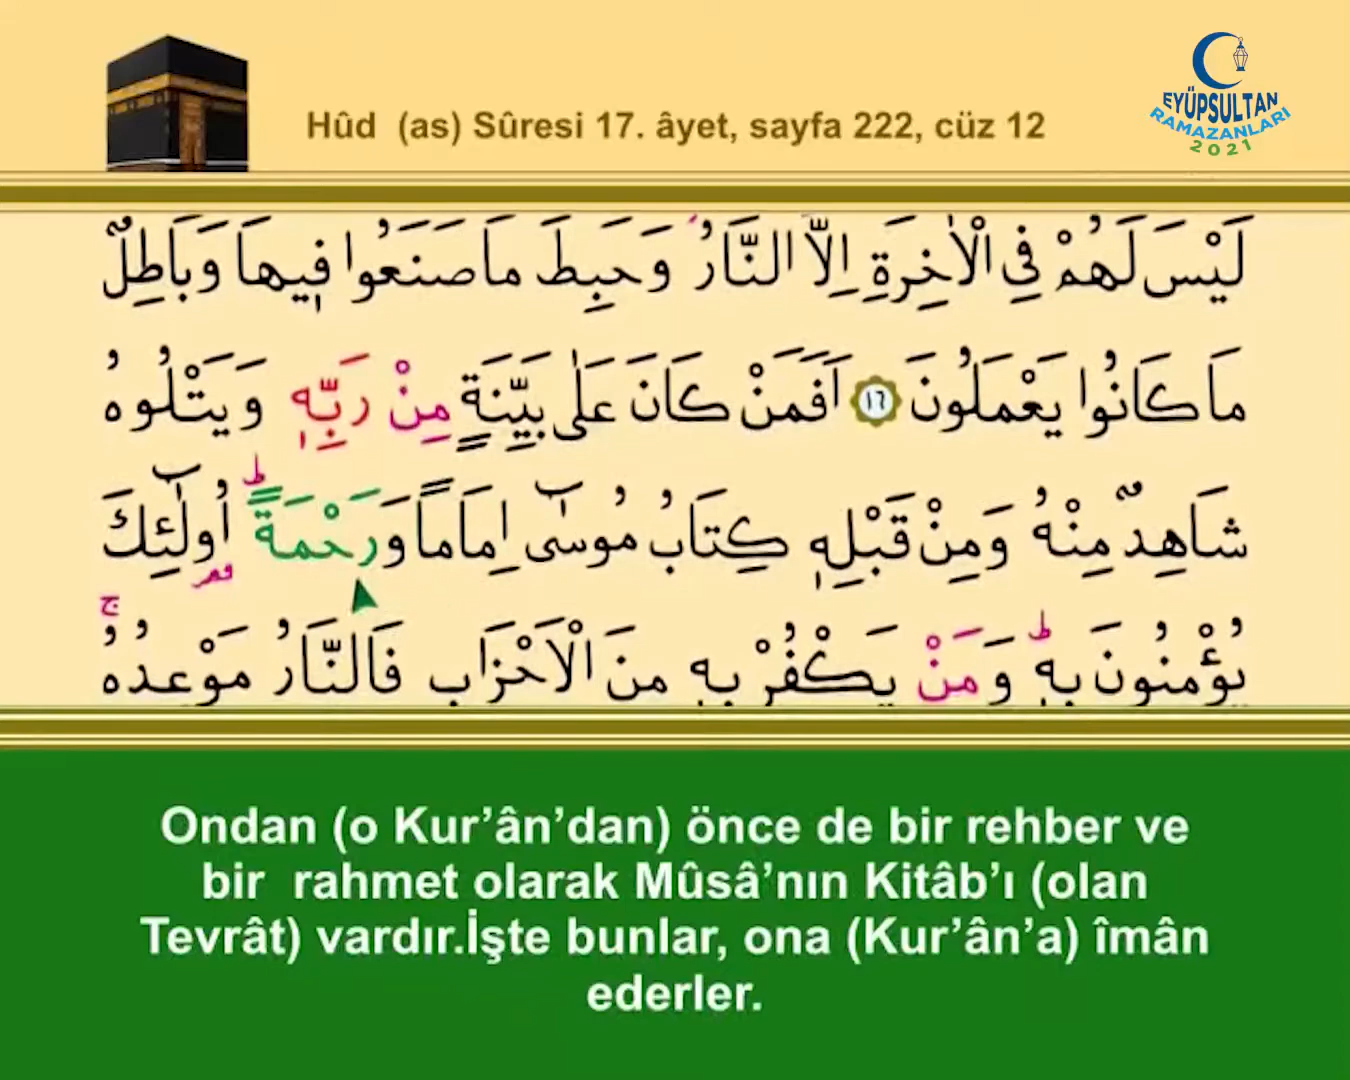 Hûd (as) Sûresi 17. âyet, sayfa 222, cüz 12
EYÜPSULTAN
RAMAZANLARI
2021
لَيْسَ لَهُمْ فِي الْاٰخِرَةِ اِلَّا النَّارُۘ وَحَبِطَ مَا صَنَعُوا فٖيهَا وَبَاطِلٌ
مَا كَانُوا يَعْمَلُونَ ١٦ اَفَمَنْ كَانَ عَلٰى بَيِّنَةٍ مِنْ رَبِّهٖ وَيَتْلُوهُ
شَاهِدٌ مِنْهُ وَمِنْ قَبْلِهٖ كِتَابُ مُوسٰٓى اِمَاماً وَرَحْمَةًؕ اُولٰٓئِكَ
يُؤْمِنُونَ بِهٖؕ وَمَنْ يَكْفُرْ بِهٖ مِنَ الْاَحْزَابِ فَالنَّارُ مَوْعِدُهُۚ
Ondan (o Kur’ân’dan) önce de bir rehber ve
bir rahmet olarak Mûsâ’nın Kitâb’ı (olan
Tevrât) vardır.İşte bunlar, ona (Kur’ân’a) îmân
ederler.